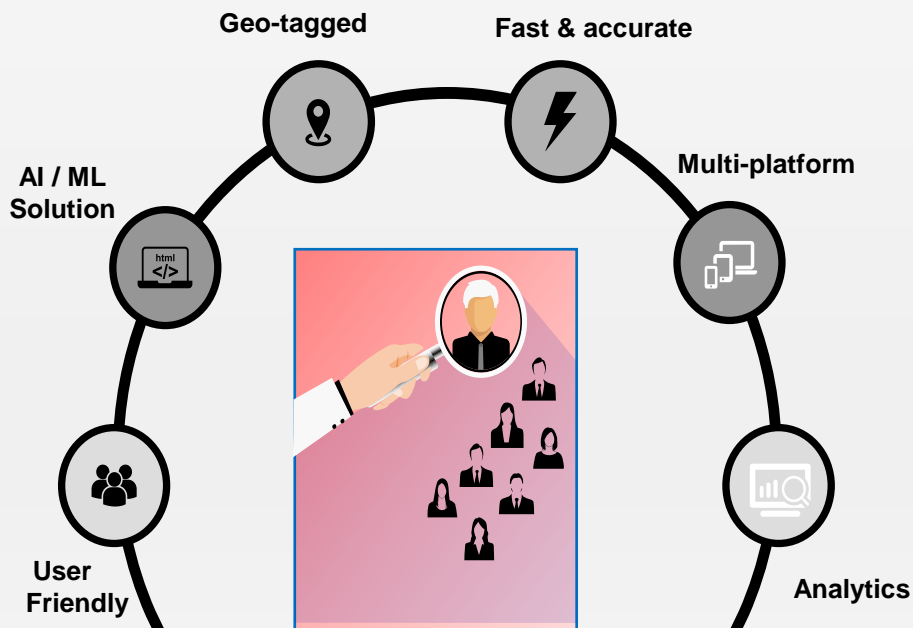 Geo-tagged
Fast & accurate
Multi-platform
AI / ML
Solution
html
</>
User
Friendly
Analytics